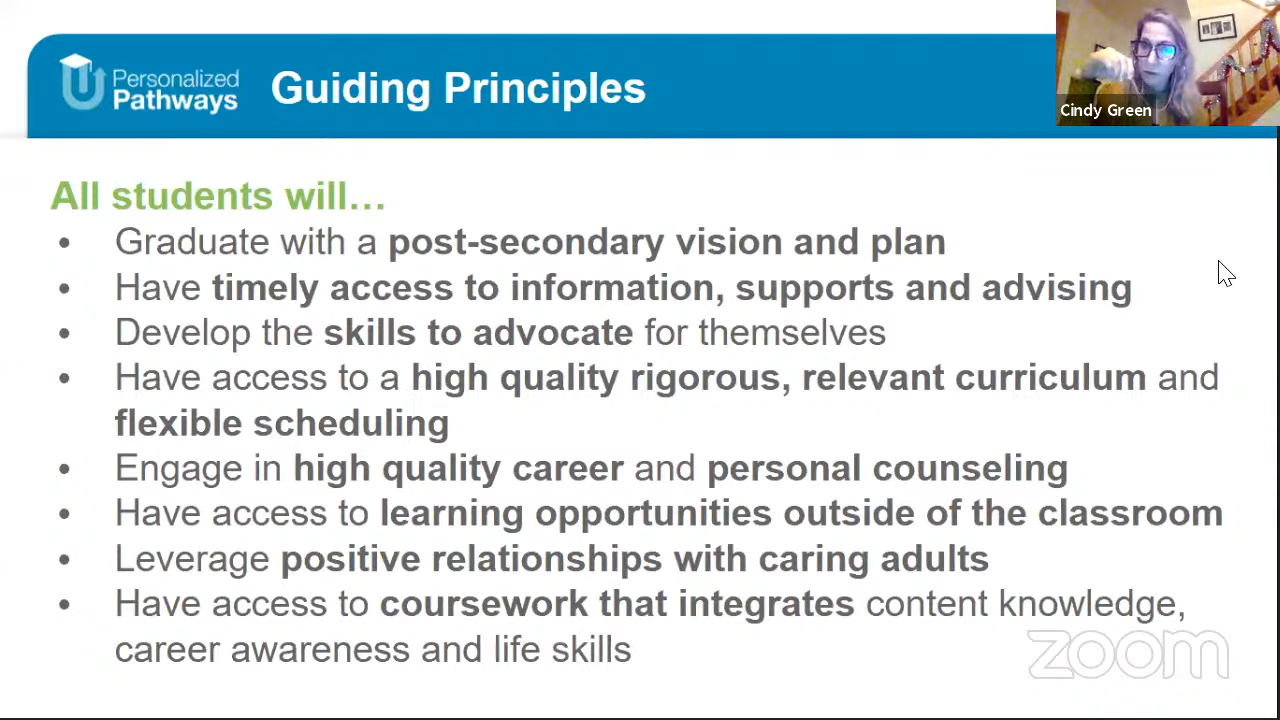 Personalized
Pathways
Guiding Principles
Cindy Green
All students will…
• Graduate with a post-secondary vision and plan
• Have timely access to information, supports and advising
• Develop the skills to advocate for themselves
• Have access to a high quality rigorous, relevant curriculum and
flexible scheduling
• Engage in high quality career and personal counseling
• Have access to learning opportunities outside of the classroom
• Leverage positive relationships with caring adults
• Have access to coursework that integrates content knowledge,
career awareness and life skills
zoom